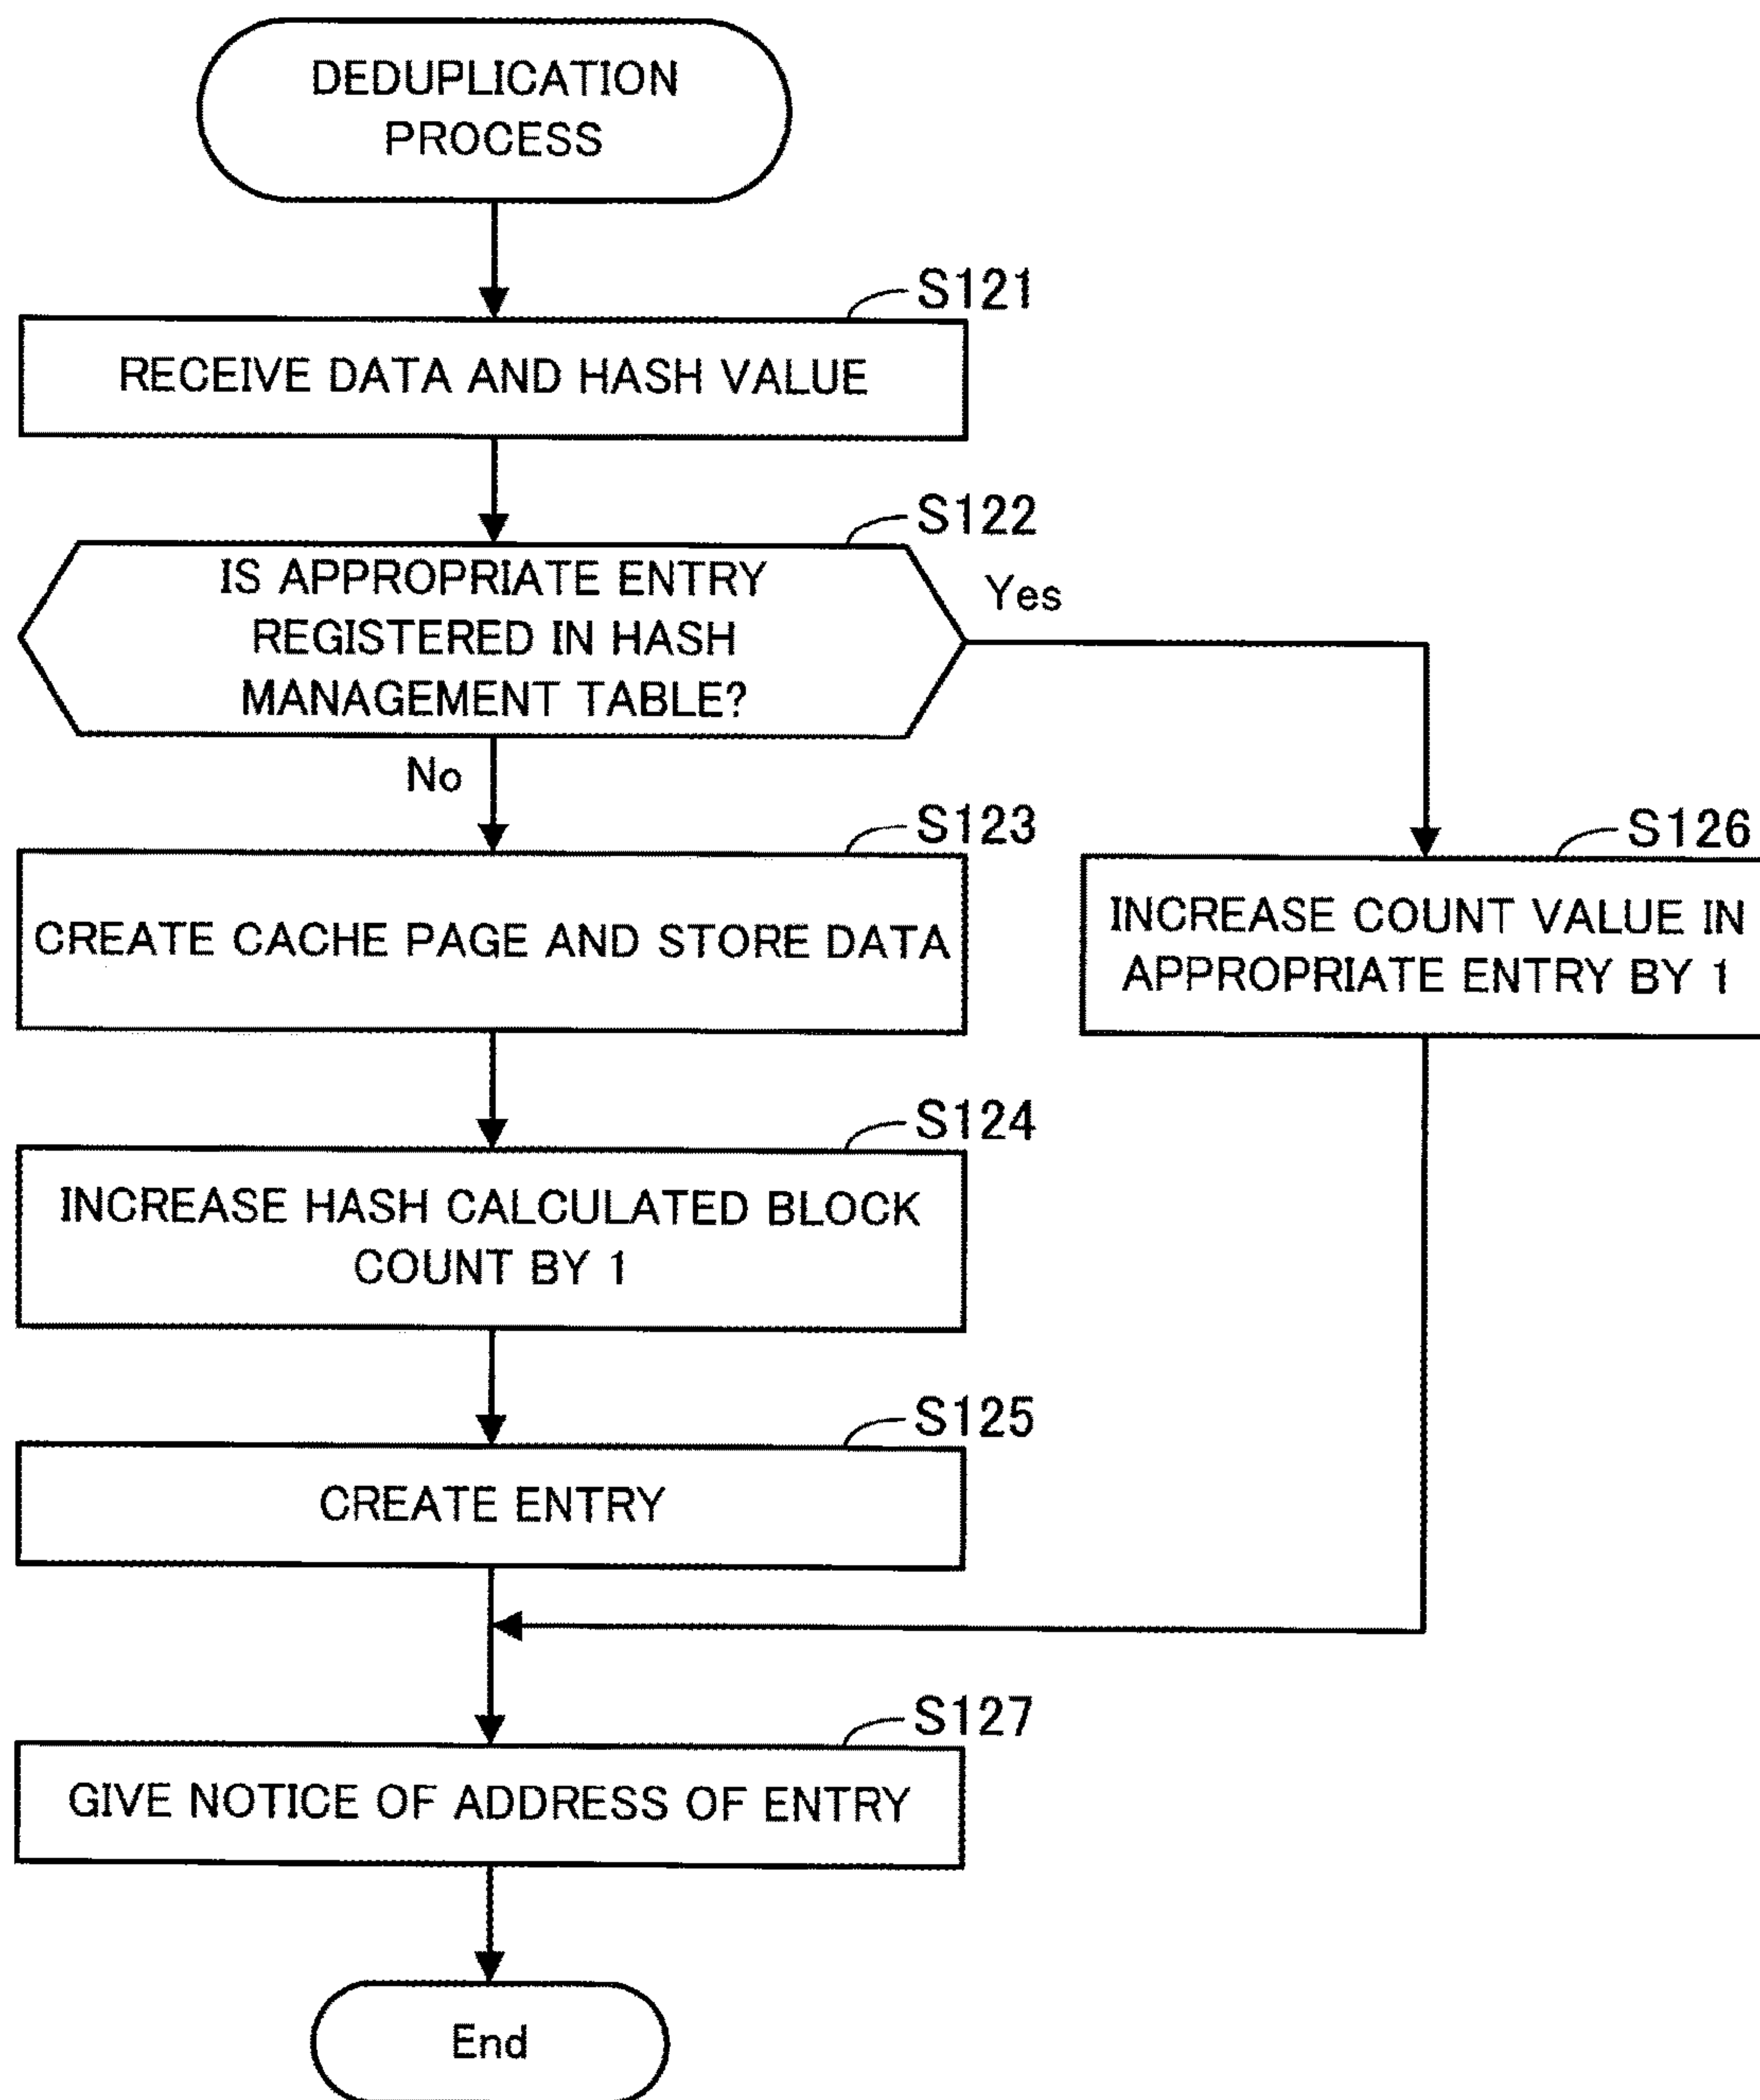 DEDUPLICATION
PROCESS
S121
RECEIVE DATA AND HASH VALUE
S122
IS APPROPRIATE ENTRY
REGISTERED IN HASH
MANAGEMENT TABLE?
Yes
No
S123
CREATE CACHE PAGE AND STORE DATA
S126
INCREASE COUNT VALUE IN
APPROPRIATE ENTRY BY 1
S124
INCREASE HASH CALCULATED BLOCK
COUNT BY 1
S125
CREATE ENTRY
S127
GIVE NOTICE OF ADDRESS OF ENTRY
End